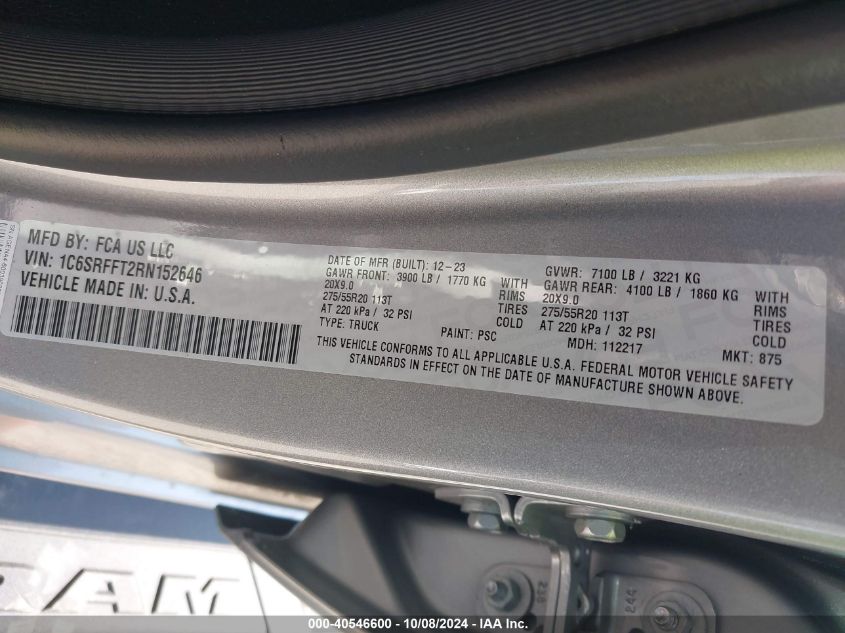 MFD BY: FCA US LLC
VIN: 1C6SRFFT2RN152646
VEHICLE MADE IN: U.S.A.
DATE OF MFR (BUILT): 12-23
GAWR FRONT: 3900 LB / 1770 KG WITH
20X9.0 RIMS
275/55R20 113T TIRES
AT 220 kPa / 32 PSI COLD
TYPE: TRUCK
PAINT: PSC
GVWR: 7100 LB / 3221 KG
GAWR REAR: 4100 LB / 1860 KG WITH
20X9.0 RIMS
275/55R20 113T TIRES
AT 220 kPa / 32 PSI COLD
MDH: 112217
MKT: 875
THIS VEHICLE CONFORMS TO ALL APPLICABLE U.S.A. FEDERAL MOTOR VEHICLE SAFETY
STANDARDS IN EFFECT ON THE DATE OF MANUFACTURE SHOWN ABOVE.
RAM
244
000-40546600 - 10/08/2024 - IAA, Inc.